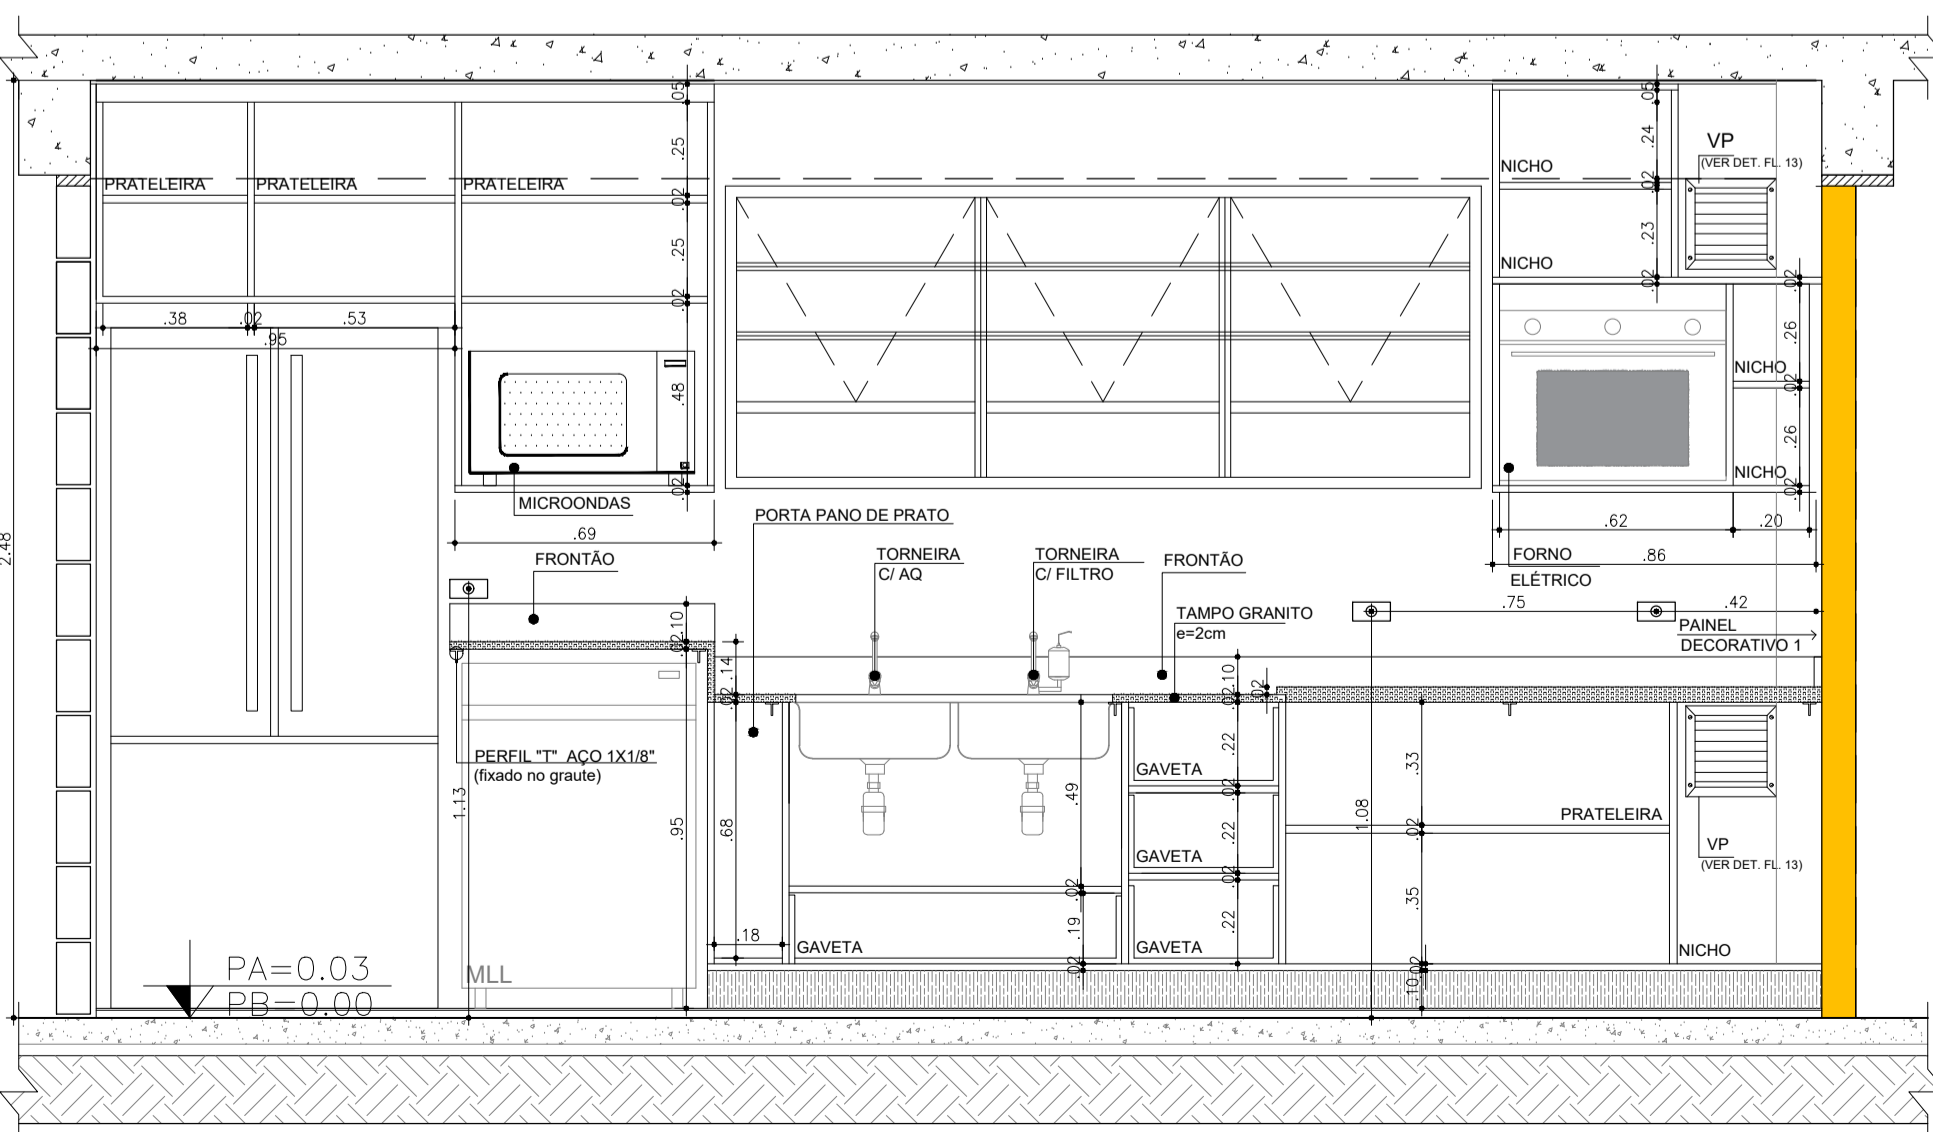 .05
.25
PRATELEIRA
PRATELEIRA
PRATELEIRA
.02
.25
.02
.38
.02
.53
.95
.48
.02
MICROONDAS
.69
.05
.24
VP
(VER DET. FL. 13)
NICHO
.02
.23
NICHO
.02
.02
.26
NICHO
.02
.26
NICHO
.02
.62
.20
FORNO
ELÉTRICO
.86
2.48
PORTA PANO DE PRATO
FRONTÃO
TORNEIRA
C/ AQ
TORNEIRA
C/ FILTRO
FRONTÃO
TAMPO GRANITO
e=2cm
.75
.42
PAINEL
DECORATIVO 1
.10
.02
.14
.02
.10
.02
.02
PERFIL "T" AÇO 1X1/8"
(fixado no graute)
1.13
.95
.68
.49
.22
GAVETA
.02
.22
GAVETA
.02
.22
GAVETA
.02
.19
.02
.18
GAVETA
1.08
.33
.02
PRATELEIRA
.35
.02
.10
VP
(VER DET. FL. 13)
NICHO
MLL
PA=0.03
PB=0.00